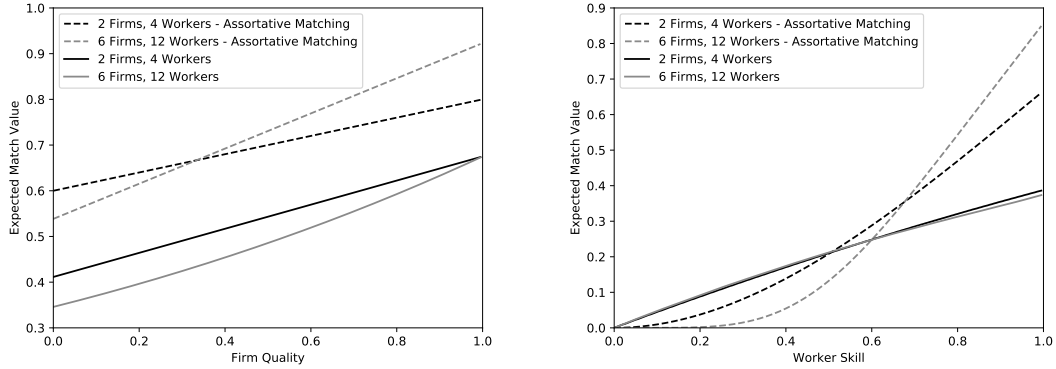 1.0
0.9
0.8
0.7
0.6
0.5
0.4
0.3
0.0 0.2 0.4 0.6 0.8 1.0
Expected Match Value
Firm Quality
2 Firms, 4 Workers - Assortative Matching
6 Firms, 12 Workers - Assortative Matching
2 Firms, 4 Workers
6 Firms, 12 Workers
0.9
0.8
0.7
0.6
0.5
0.4
0.3
0.2
0.1
0.0
0.0 0.2 0.4 0.6 0.8 1.0
Expected Match Value
Worker Skill
2 Firms, 4 Workers - Assortative Matching
6 Firms, 12 Workers - Assortative Matching
2 Firms, 4 Workers
6 Firms, 12 Workers